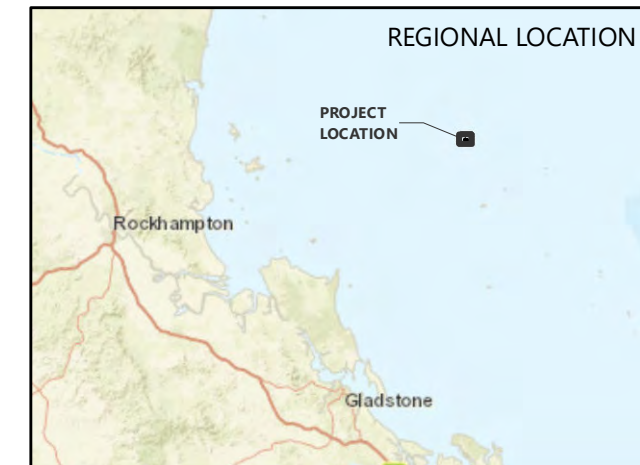 REGIONAL LOCATION
PROJECT
LOCATION
Rockhampton
Gladstone